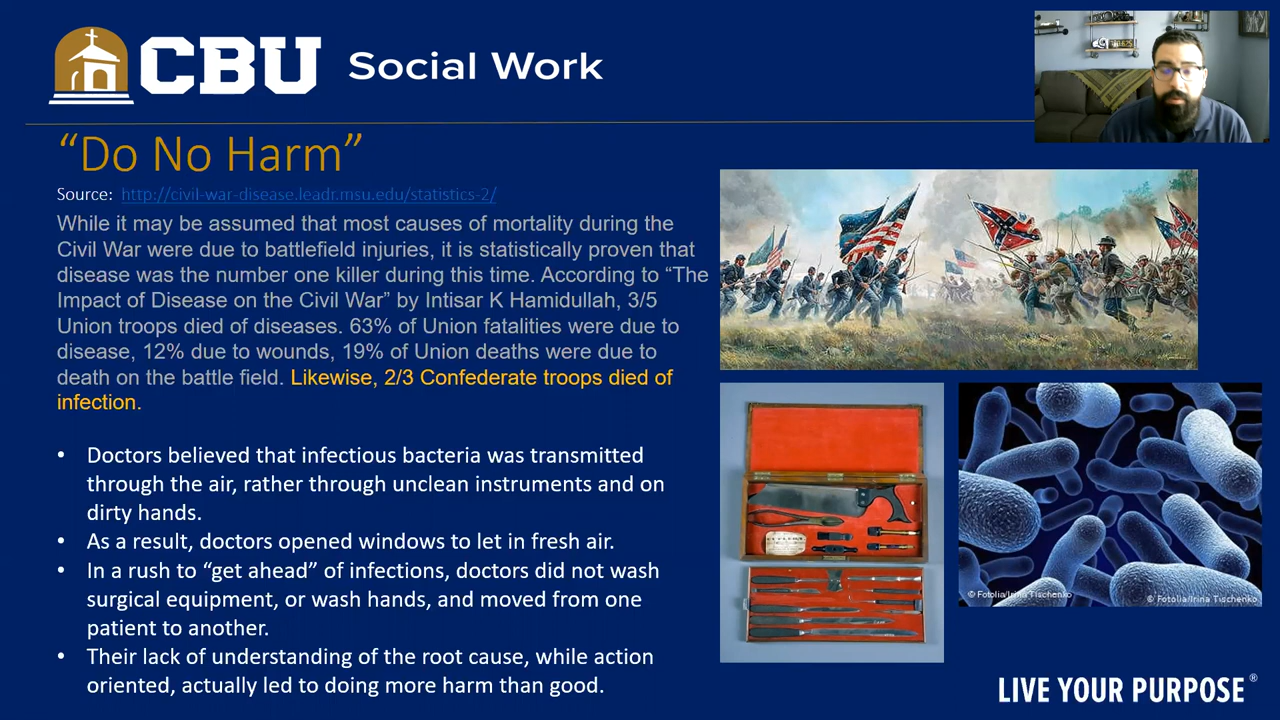 CBU Social Work
“Do No Harm”
Source: http://civil-war-disease.leadr.msu.edu/statistics-2/
While it may be assumed that most causes of mortality during the
Civil War were due to battlefield injuries, it is statistically proven that
disease was the number one killer during this time. According to “The
Impact of Disease on the Civil War” by Intisar K Hamidullah, 3/5
Union troops died of diseases. 63% of Union fatalities were due to
disease, 12% due to wounds, 19% of Union deaths were due to
death on the battle field. Likewise, 2/3 Confederate troops died of
infection.
• Doctors believed that infectious bacteria was transmitted
through the air, rather through unclean instruments and on
dirty hands.
• As a result, doctors opened windows to let in fresh air.
• In a rush to “get ahead” of infections, doctors did not wash
surgical equipment, or wash hands, and moved from one
patient to another.
• Their lack of understanding of the root cause, while action
oriented, actually led to doing more harm than good.
© Fotolia/Irina Tischenko
© Fotolia/Irina Tischenko
LIVE YOUR PURPOSE®